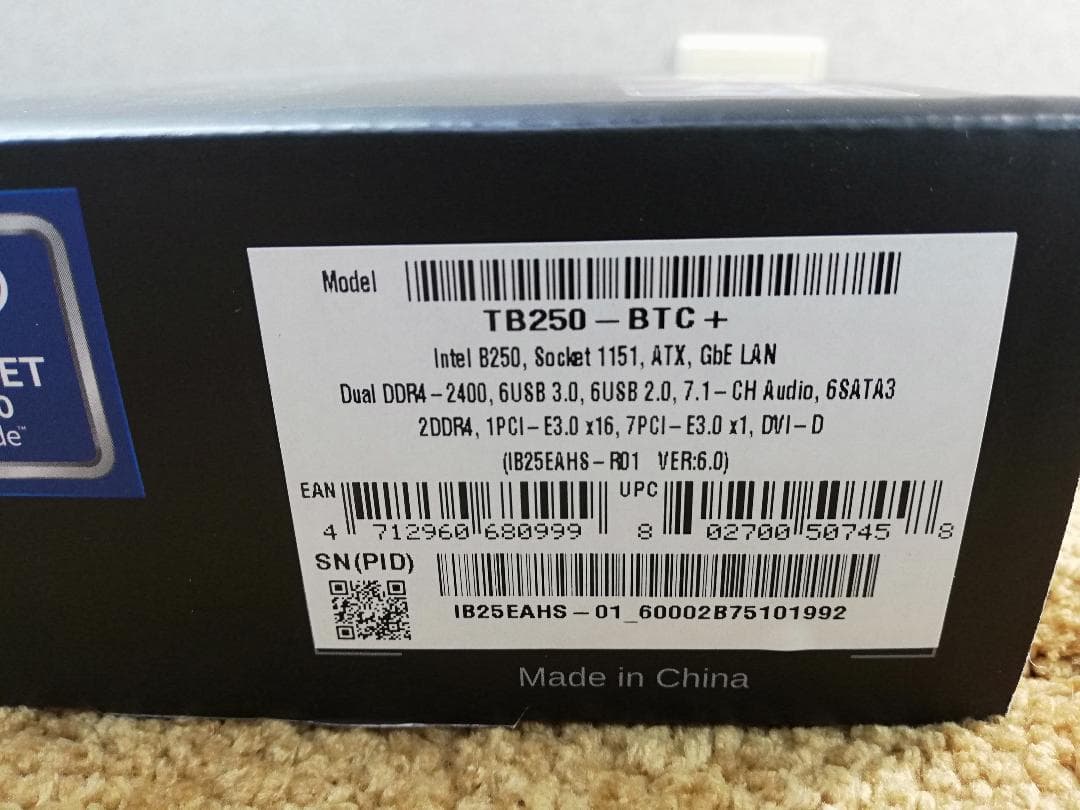 ET
Model
TB250-BTC+
Intel B250, Socket 1151, ATX, GbE LAN
Dual DDR4-2400, 6USB 3.0, 6USB 2.0, 7.1-CH Audio, 6SATA3
2DDR4, 1PCI-E3.0 x16, 7PCI-E3.0 x1, DVI-D
(IB25EAHS-R01 VER:6.0)
EAN UPC
4 712960 680999 8 02700 50745 8
SN(PID)
IB25EAHS-01_60002B75101992
Made in China